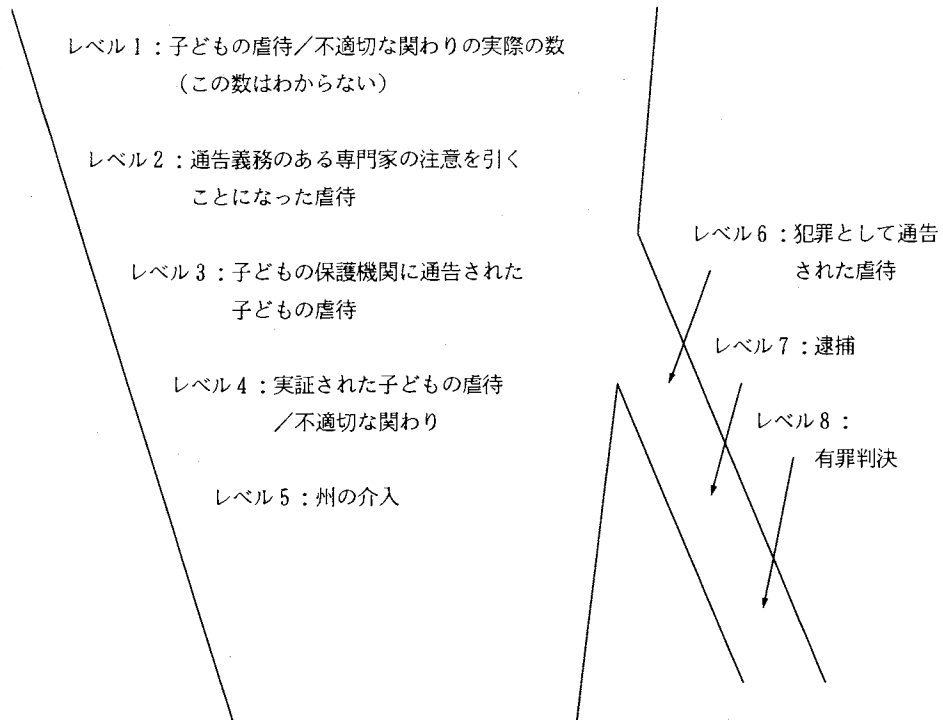 レベル1：子どもの虐待／不適切な関わりの実際の数
（この数はわからない）
レベル2：通告義務のある専門家の注意を引く
ことになった虐待
レベル3：子どもの保護機関に通告された
子どもの虐待
レベル4：実証された子どもの虐待
／不適切な関わり
レベル5：州の介入
レベル6：犯罪として通告
された虐待
レベル7：逮捕
レベル8：
有罪判決